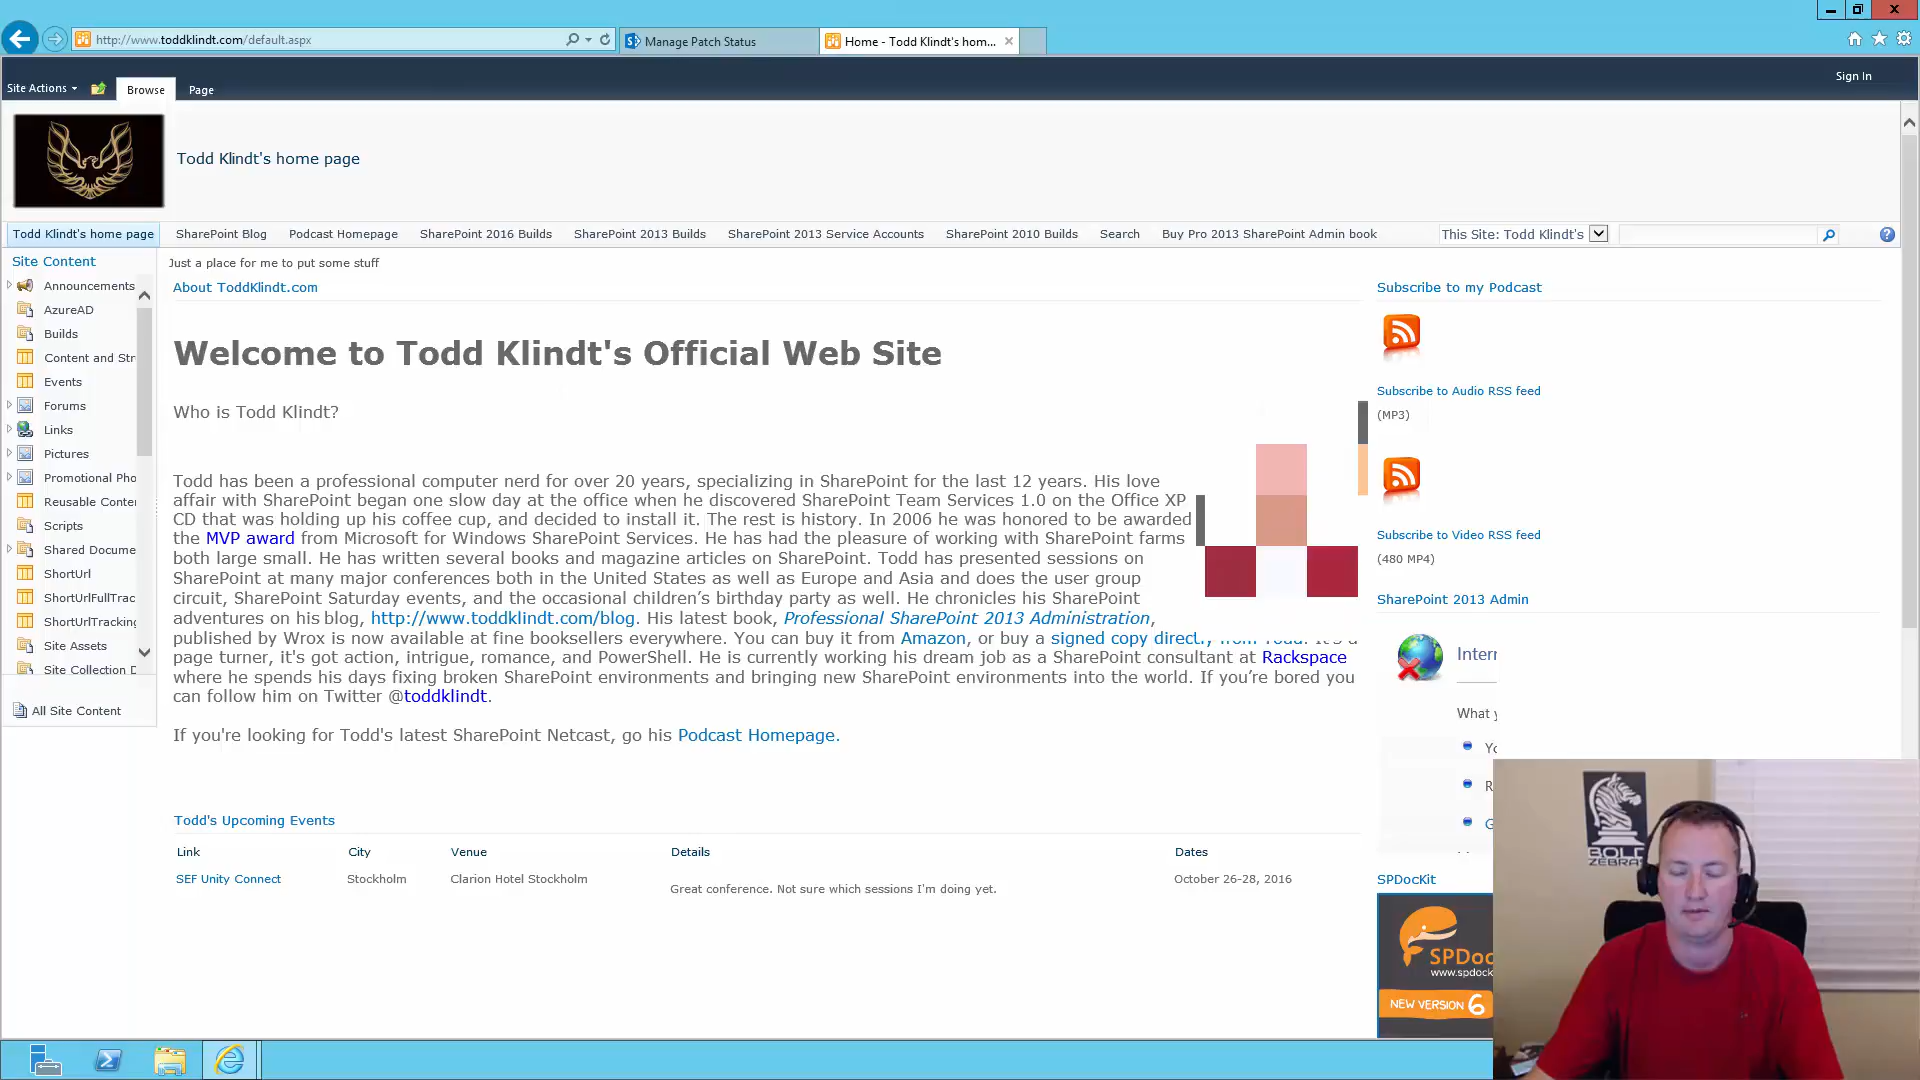 http://www.toddklindt.com/default.aspx
Manage Patch Status
Home - Todd Klindt's hom...
Site Actions
Browse
Page
Sign In
Todd Klindt's home page
Todd Klindt's home page
SharePoint Blog
Podcast Homepage
SharePoint 2016 Builds
SharePoint 2013 Builds
SharePoint 2013 Service Accounts
SharePoint 2010 Builds
Search
Buy Pro 2013 SharePoint Admin book
This Site: Todd Klindt's
Site Content
Announcements
AzureAD
Builds
Content and Str
Events
Forums
Links
Pictures
Promotional Pho
Reusable Conter
Scripts
Shared Docume
ShortUrl
ShortUrlFullTrac
ShortUrlTracking
Site Assets
Site Collection D
All Site Content
Just a place for me to put some stuff
About ToddKlindt.com
Welcome to Todd Klindt's Official Web Site
Who is Todd Klindt?
Todd has been a professional computer nerd for over 20 years, specializing in SharePoint for the last 12 years. His love
affair with SharePoint began one slow day at the office when he discovered SharePoint Team Services 1.0 on the Office XP
CD that was holding up his coffee cup, and decided to install it. The rest is history. In 2006 he was honored to be awarded
the MVP award from Microsoft for Windows SharePoint Services. He has had the pleasure of working with SharePoint farms
both large small. He has written several books and magazine articles on SharePoint. Todd has presented sessions on
SharePoint at many major conferences both in the United States as well as Europe and Asia and does the user group
circuit, SharePoint Saturday events, and the occasional children’s birthday party as well. He chronicles his SharePoint
adventures on his blog, http://www.toddklindt.com/blog. His latest book, Professional SharePoint 2013 Administration,
published by Wrox is now available at fine booksellers everywhere. You can buy it from Amazon, or buy a signed copy directly from Todd. It's a
page turner, it's got action, intrigue, romance, and PowerShell. He is currently working his dream job as a SharePoint consultant at Rackspace
where he spends his days fixing broken SharePoint environments and bringing new SharePoint environments into the world. If you’re bored you
can follow him on Twitter @toddklindt.
If you're looking for Todd's latest SharePoint Netcast, go his Podcast Homepage.
Todd's Upcoming Events
Link City Venue Details Dates
SEF Unity Connect Stockholm Clarion Hotel Stockholm Great conference. Not sure which sessions I'm doing yet. October 26-28, 2016
Subscribe to my Podcast
Subscribe to Audio RSS feed
(MP3)
Subscribe to Video RSS feed
(480 MP4)
SharePoint 2013 Admin
Intern
What y
Yo
R
G
SPDocKit
SPDoc
www.spdock
NEW VERSION 6
BOLD
ZEBRAS